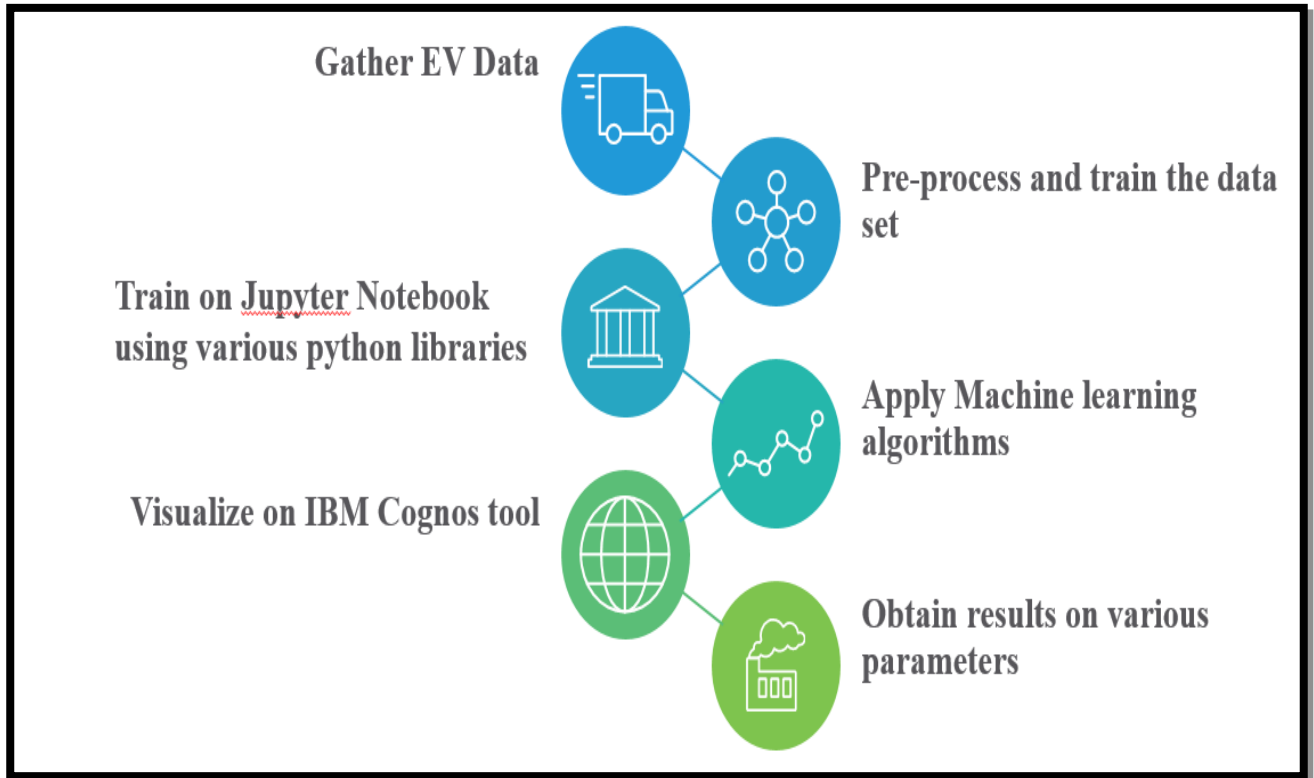 Gather EV Data
Pre-process and train the data
set
Train on Jupyter Notebook
using various python libraries
Apply Machine learning
algorithms
Visualize on IBM Cognos tool
Obtain results on various
parameters